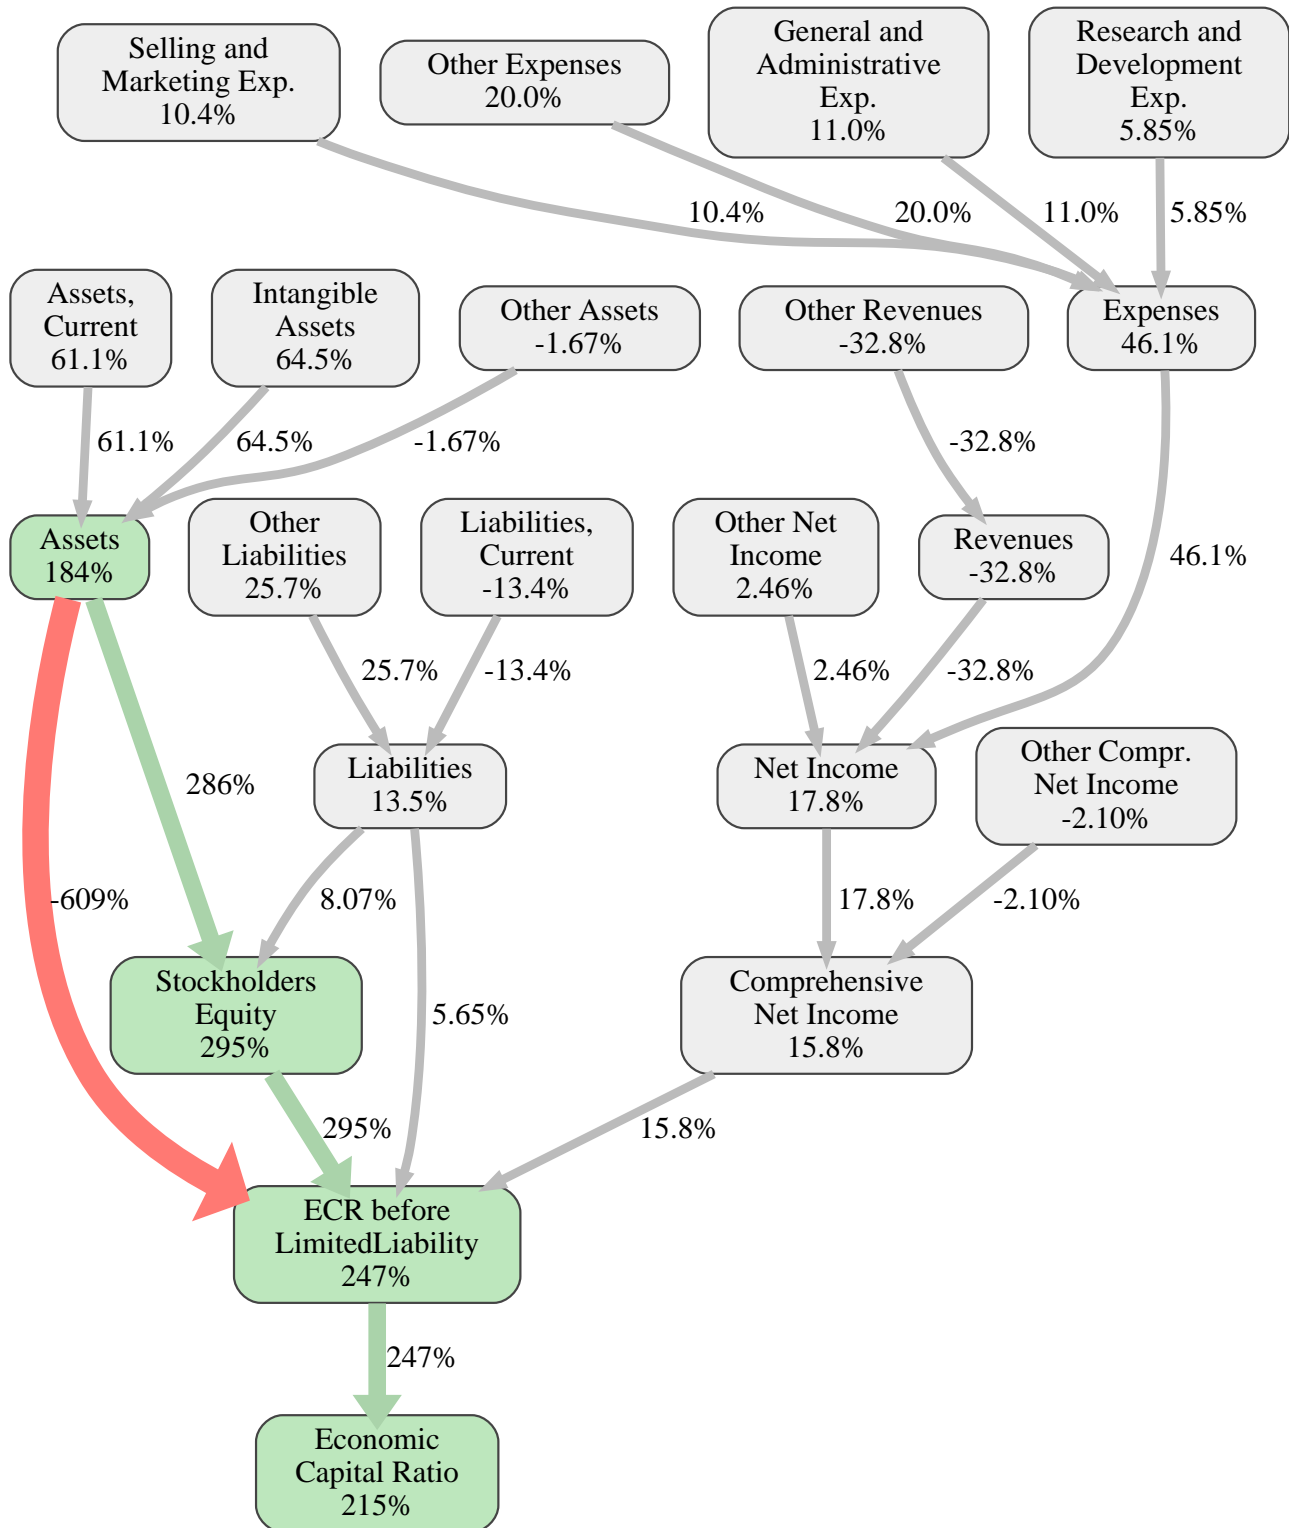 Selling and
Marketing Exp.
10.4%
Other Expenses
20.0%
General and
Administrative
Exp.
11.0%
Research and
Development
Exp.
5.85%
10.4%
20.0%
11.0%
5.85%
Assets,
Current
61.1%
Intangible
Assets
64.5%
Other Assets
-1.67%
Other Revenues
-32.8%
Expenses
46.1%
61.1%
64.5%
-1.67%
-32.8%
46.1%
Assets
184%
Other
Liabilities
25.7%
Liabilities,
Current
-13.4%
Other Net
Income
2.46%
Revenues
-32.8%
25.7%
-13.4%
2.46%
-32.8%
286%
Liabilities
13.5%
Net Income
17.8%
Other Compr.
Net Income
-2.10%
-609%
8.07%
17.8%
-2.10%
Stockholders
Equity
295%
5.65%
Comprehensive
Net Income
15.8%
295%
15.8%
ECR before
LimitedLiability
247%
247%
Economic
Capital Ratio
215%